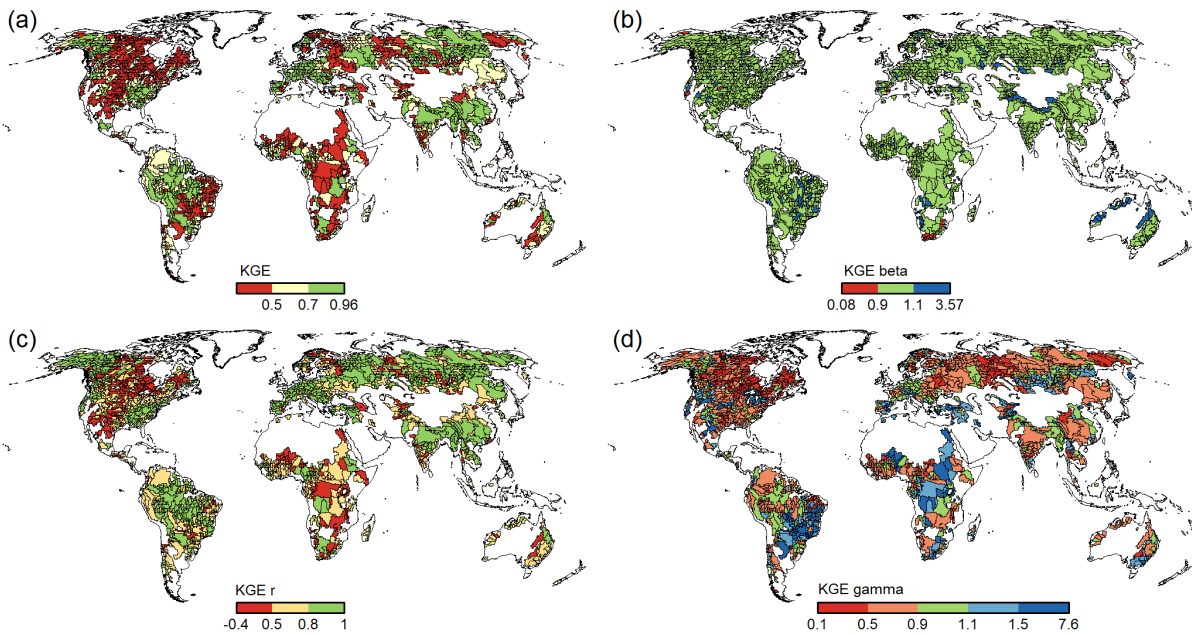 (a)
(b)
KGE
0.5 0.7 0.96
KGE beta
0.08 0.9 1.1 3.57
(c)
(d)
KGE r
-0.4 0.5 0.8 1
KGE gamma
0.1 0.5 0.9 1.1 1.5 7.6